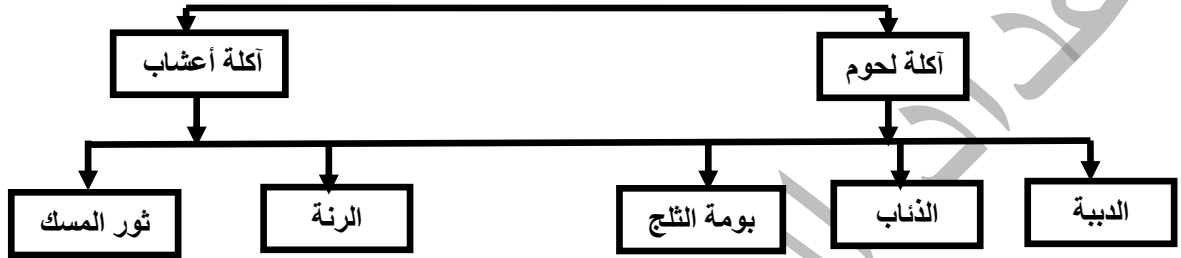 آكلة لحوم
آكلة أعشاب
الدببة
الذئاب
بومة الثلج
الرنة
ثور المسك